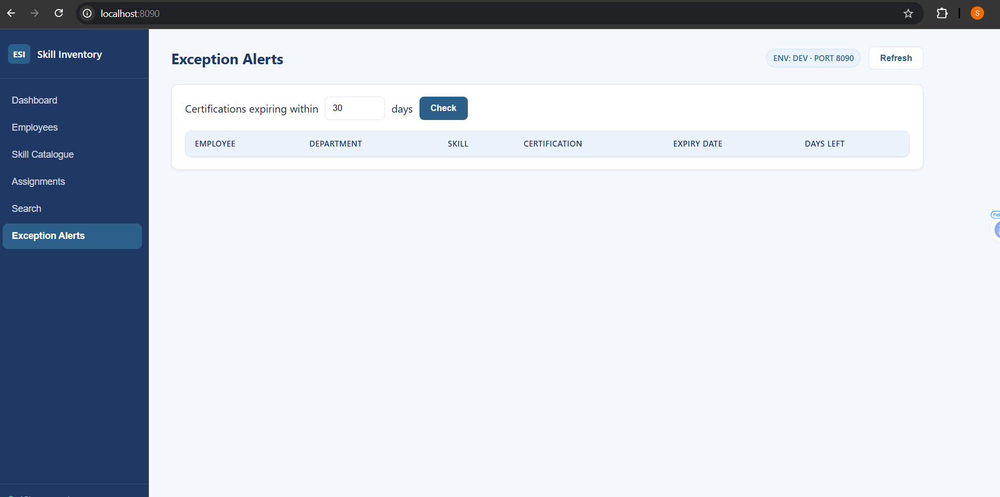 localhost:8090
S
ESI Skill Inventory
Dashboard
Employees
Skill Catalogue
Assignments
Search
Exception Alerts
Exception Alerts
ENV: DEV · PORT 8090
Refresh
Certifications expiring within 30 days Check
EMPLOYEE DEPARTMENT SKILL CERTIFICATION EXPIRY DATE DAYS LEFT